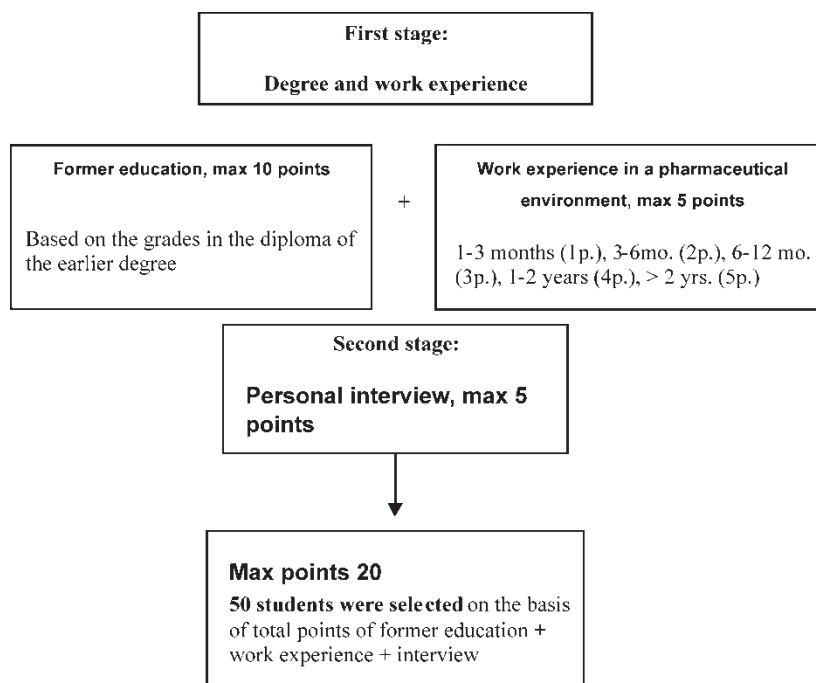 First stage:
Degree and work experience
Former education, max 10 points
Based on the grades in the diploma of
the earlier degree
+
Work experience in a pharmaceutical
environment, max 5 points
1-3 months (1p.), 3-6mo. (2p.), 6-12 mo.
(3p.), 1-2 years (4p.), > 2 yrs. (5p.)
Second stage:
Personal interview, max 5
points
Max points 20
50 students were selected on the basis
of total points of former education +
work experience + interview